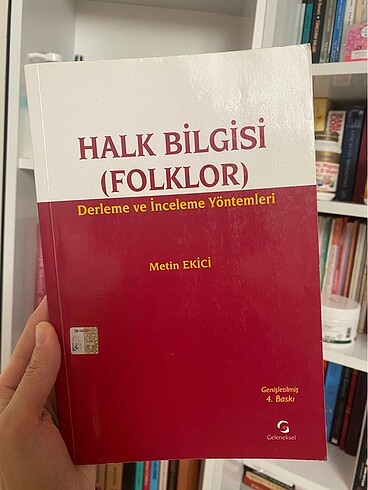 HALK BİLGİSİ
(FOLKLOR)
Derleme ve İnceleme Yöntemleri
Metin EKİCİ
Genişletilmiş
4. Baskı
Geleneksel